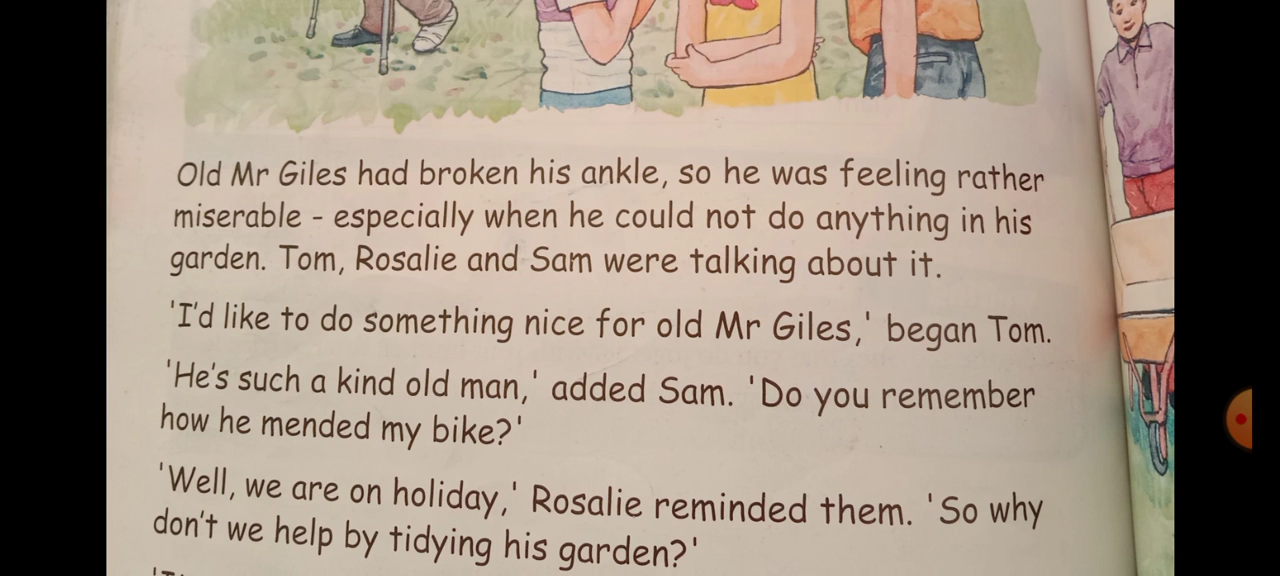 Old Mr Giles had broken his ankle, so he was feeling rather
miserable - especially when he could not do anything in his
garden. Tom, Rosalie and Sam were talking about it.
'I'd like to do something nice for old Mr Giles,' began Tom.
'He's such a kind old man,' added Sam. 'Do you remember
how he mended my bike?'
'Well, we are on holiday,' Rosalie reminded them. 'So why
don't we help by tidying his garden?'